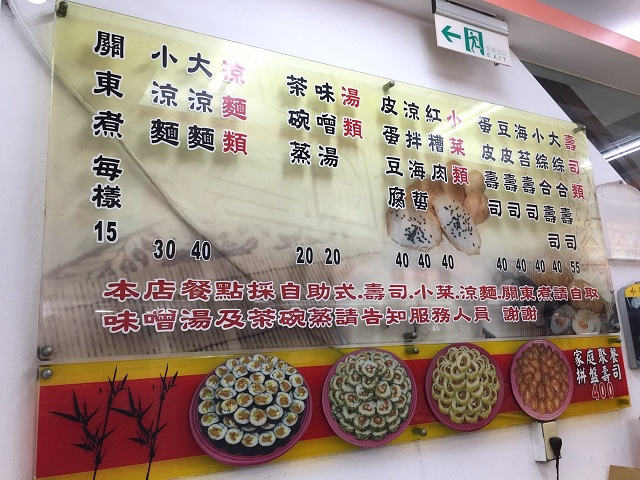 壽司類
大綜合壽司 55
小綜合壽司 40
海苔壽司 40
豆皮壽司 40
蛋皮壽司 40
小菜類
紅糟肉 40
涼拌海蜇 40
皮蛋豆腐 40
湯類
味噌湯 20
茶碗蒸 20
涼麵類
大涼麵 40
小涼麵 30
關東煮 每樣 15
本店餐點採自助式.壽司.小菜.涼麵.關東煮請自取
味噌湯及茶碗蒸請告知服務人員 謝謝
家庭聚餐
拼盤壽司
400
EXIT